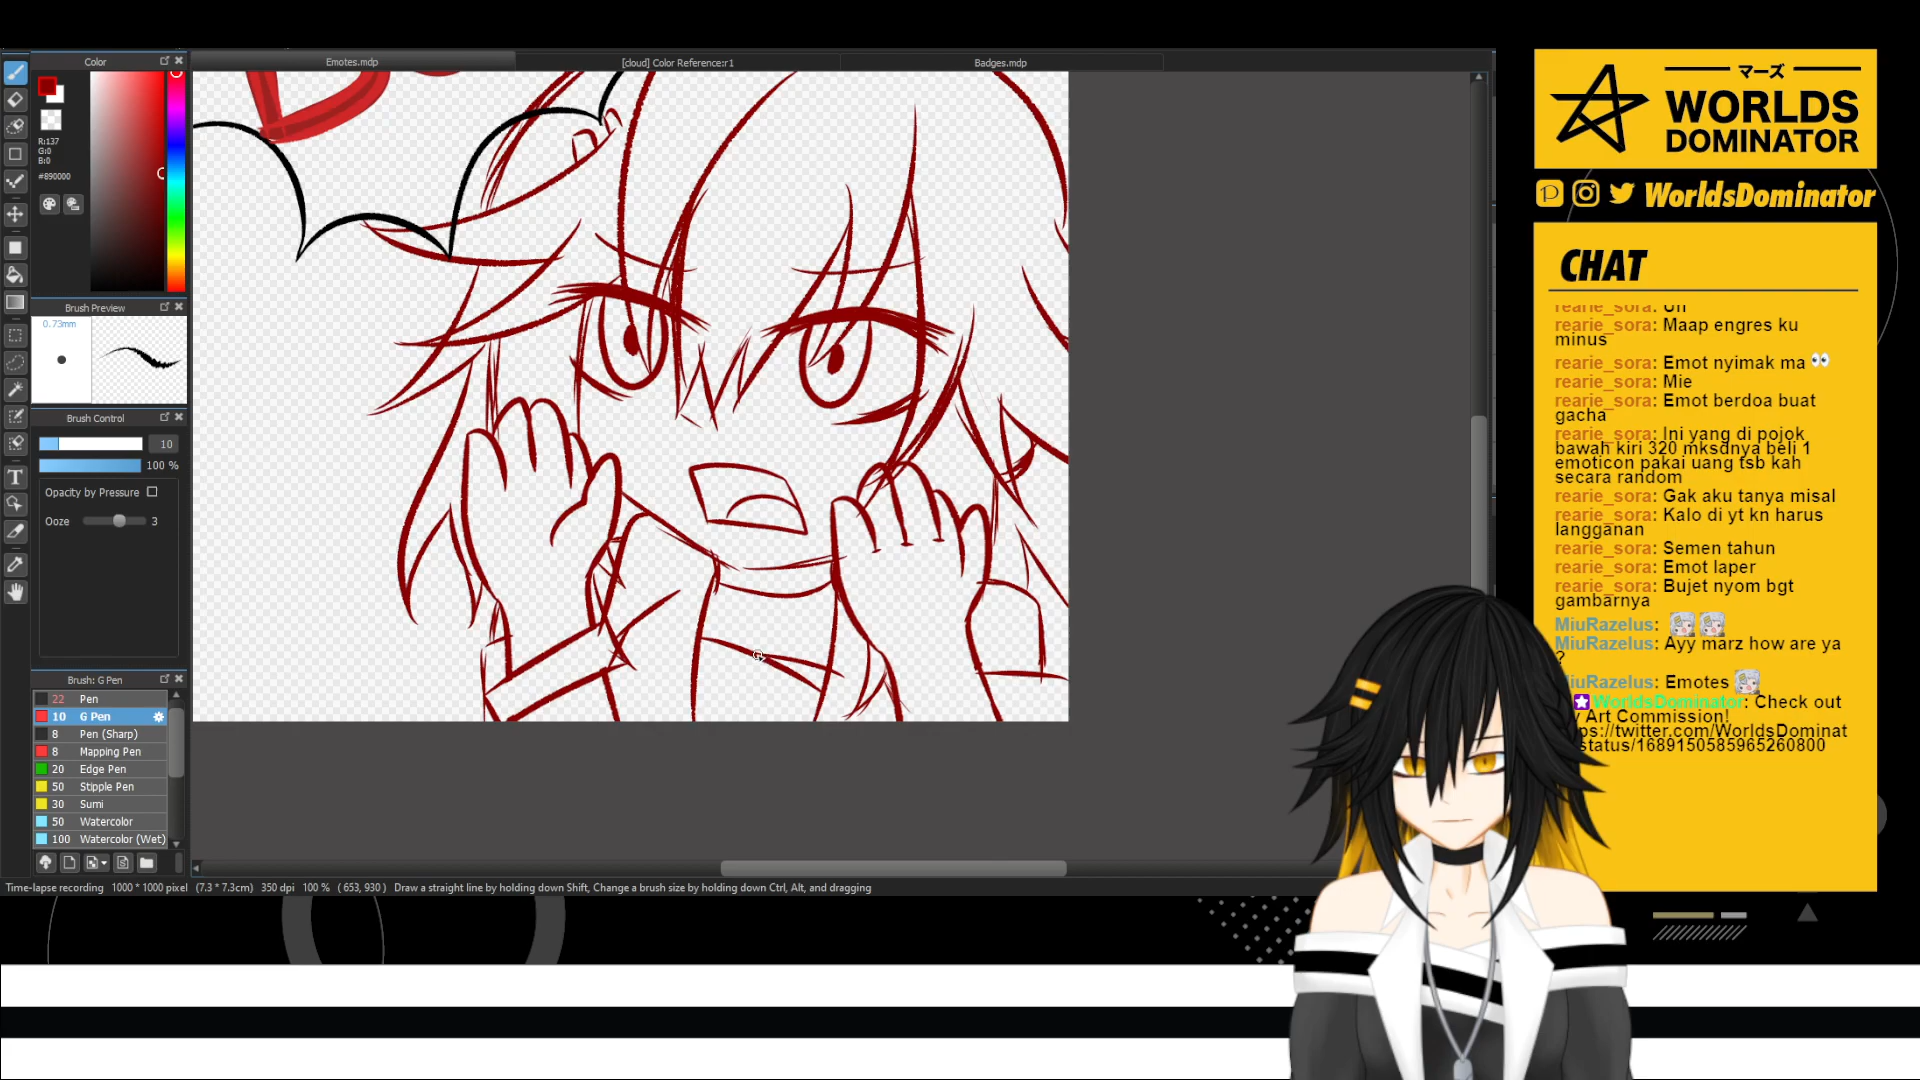 Emotes.mdp
[cloud] Color Reference:r1
Badges.mdp
Color
R:137
G:0
B:0
#890000
Brush Preview
0.73mm
Brush Control
10
100 %
Opacity by Pressure
Ooze
3
Brush: G Pen
22 Pen
10 G Pen
8 Pen (Sharp)
8 Mapping Pen
20 Edge Pen
50 Stipple Pen
30 Sumi
50 Watercolor
100 Watercolor (Wet)
Time-lapse recording 1000 * 1000 pixel (7.3 * 7.3cm) 350 dpi 100 % ( 653, 930 ) Draw a straight line by holding down Shift, Change a brush size by holding down Ctrl, Alt, and dragging
マーズ
WORLDS
DOMINATOR
WorldsDominator
CHAT
rearie_sora:
rearie_sora: Maap engres ku
minus
rearie_sora: Emot nyimak ma 👀
rearie_sora: Mie
rearie_sora: Emot berdoa buat
gacha
rearie_sora: Ini yang di pojok
bawah kiri 320 mksdnya beli 1
emoticon pakai uang tsb kah
secara random
rearie_sora: Gak aku tanya misal
rearie_sora: Kalo di yt kn harus
langganan
rearie_sora: Semen tahun
rearie_sora: Emot laper
rearie_sora: Bujet nyom bgt
gambarnya
MiuRazelus:
MiuRazelus: Ayy marz how are ya
?
iuRazelus: Emotes
WorldsDominator: Check out
y Art Commission!
ps://twitter.com/WorldsDominat
status/1689150585965260800